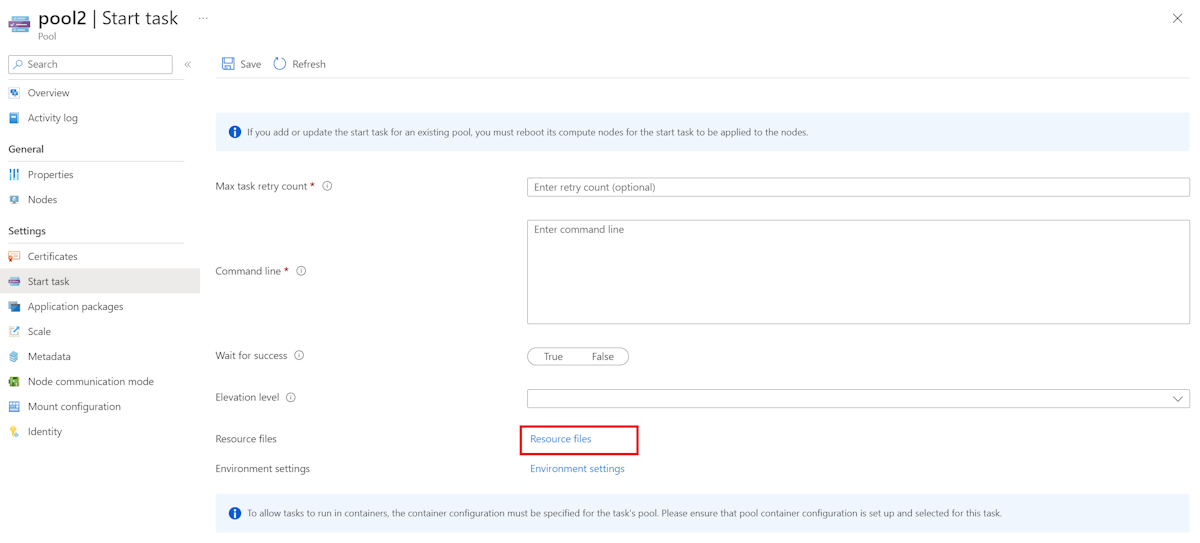 pool2 | Start task ...
Pool
Search
«
Save
Refresh
Overview
Activity log
General
Properties
Nodes
Settings
Certificates
Start task
Application packages
Scale
Metadata
Node communication mode
Mount configuration
Identity
If you add or update the start task for an existing pool, you must reboot its compute nodes for the start task to be applied to the nodes.
Max task retry count *
Enter retry count (optional)
Command line *
Enter command line
Wait for success
True False
Elevation level
Resource files
Resource files
Environment settings
Environment settings
To allow tasks to run in containers, the container configuration must be specified for the task's pool. Please ensure that pool container configuration is set up and selected for this task.